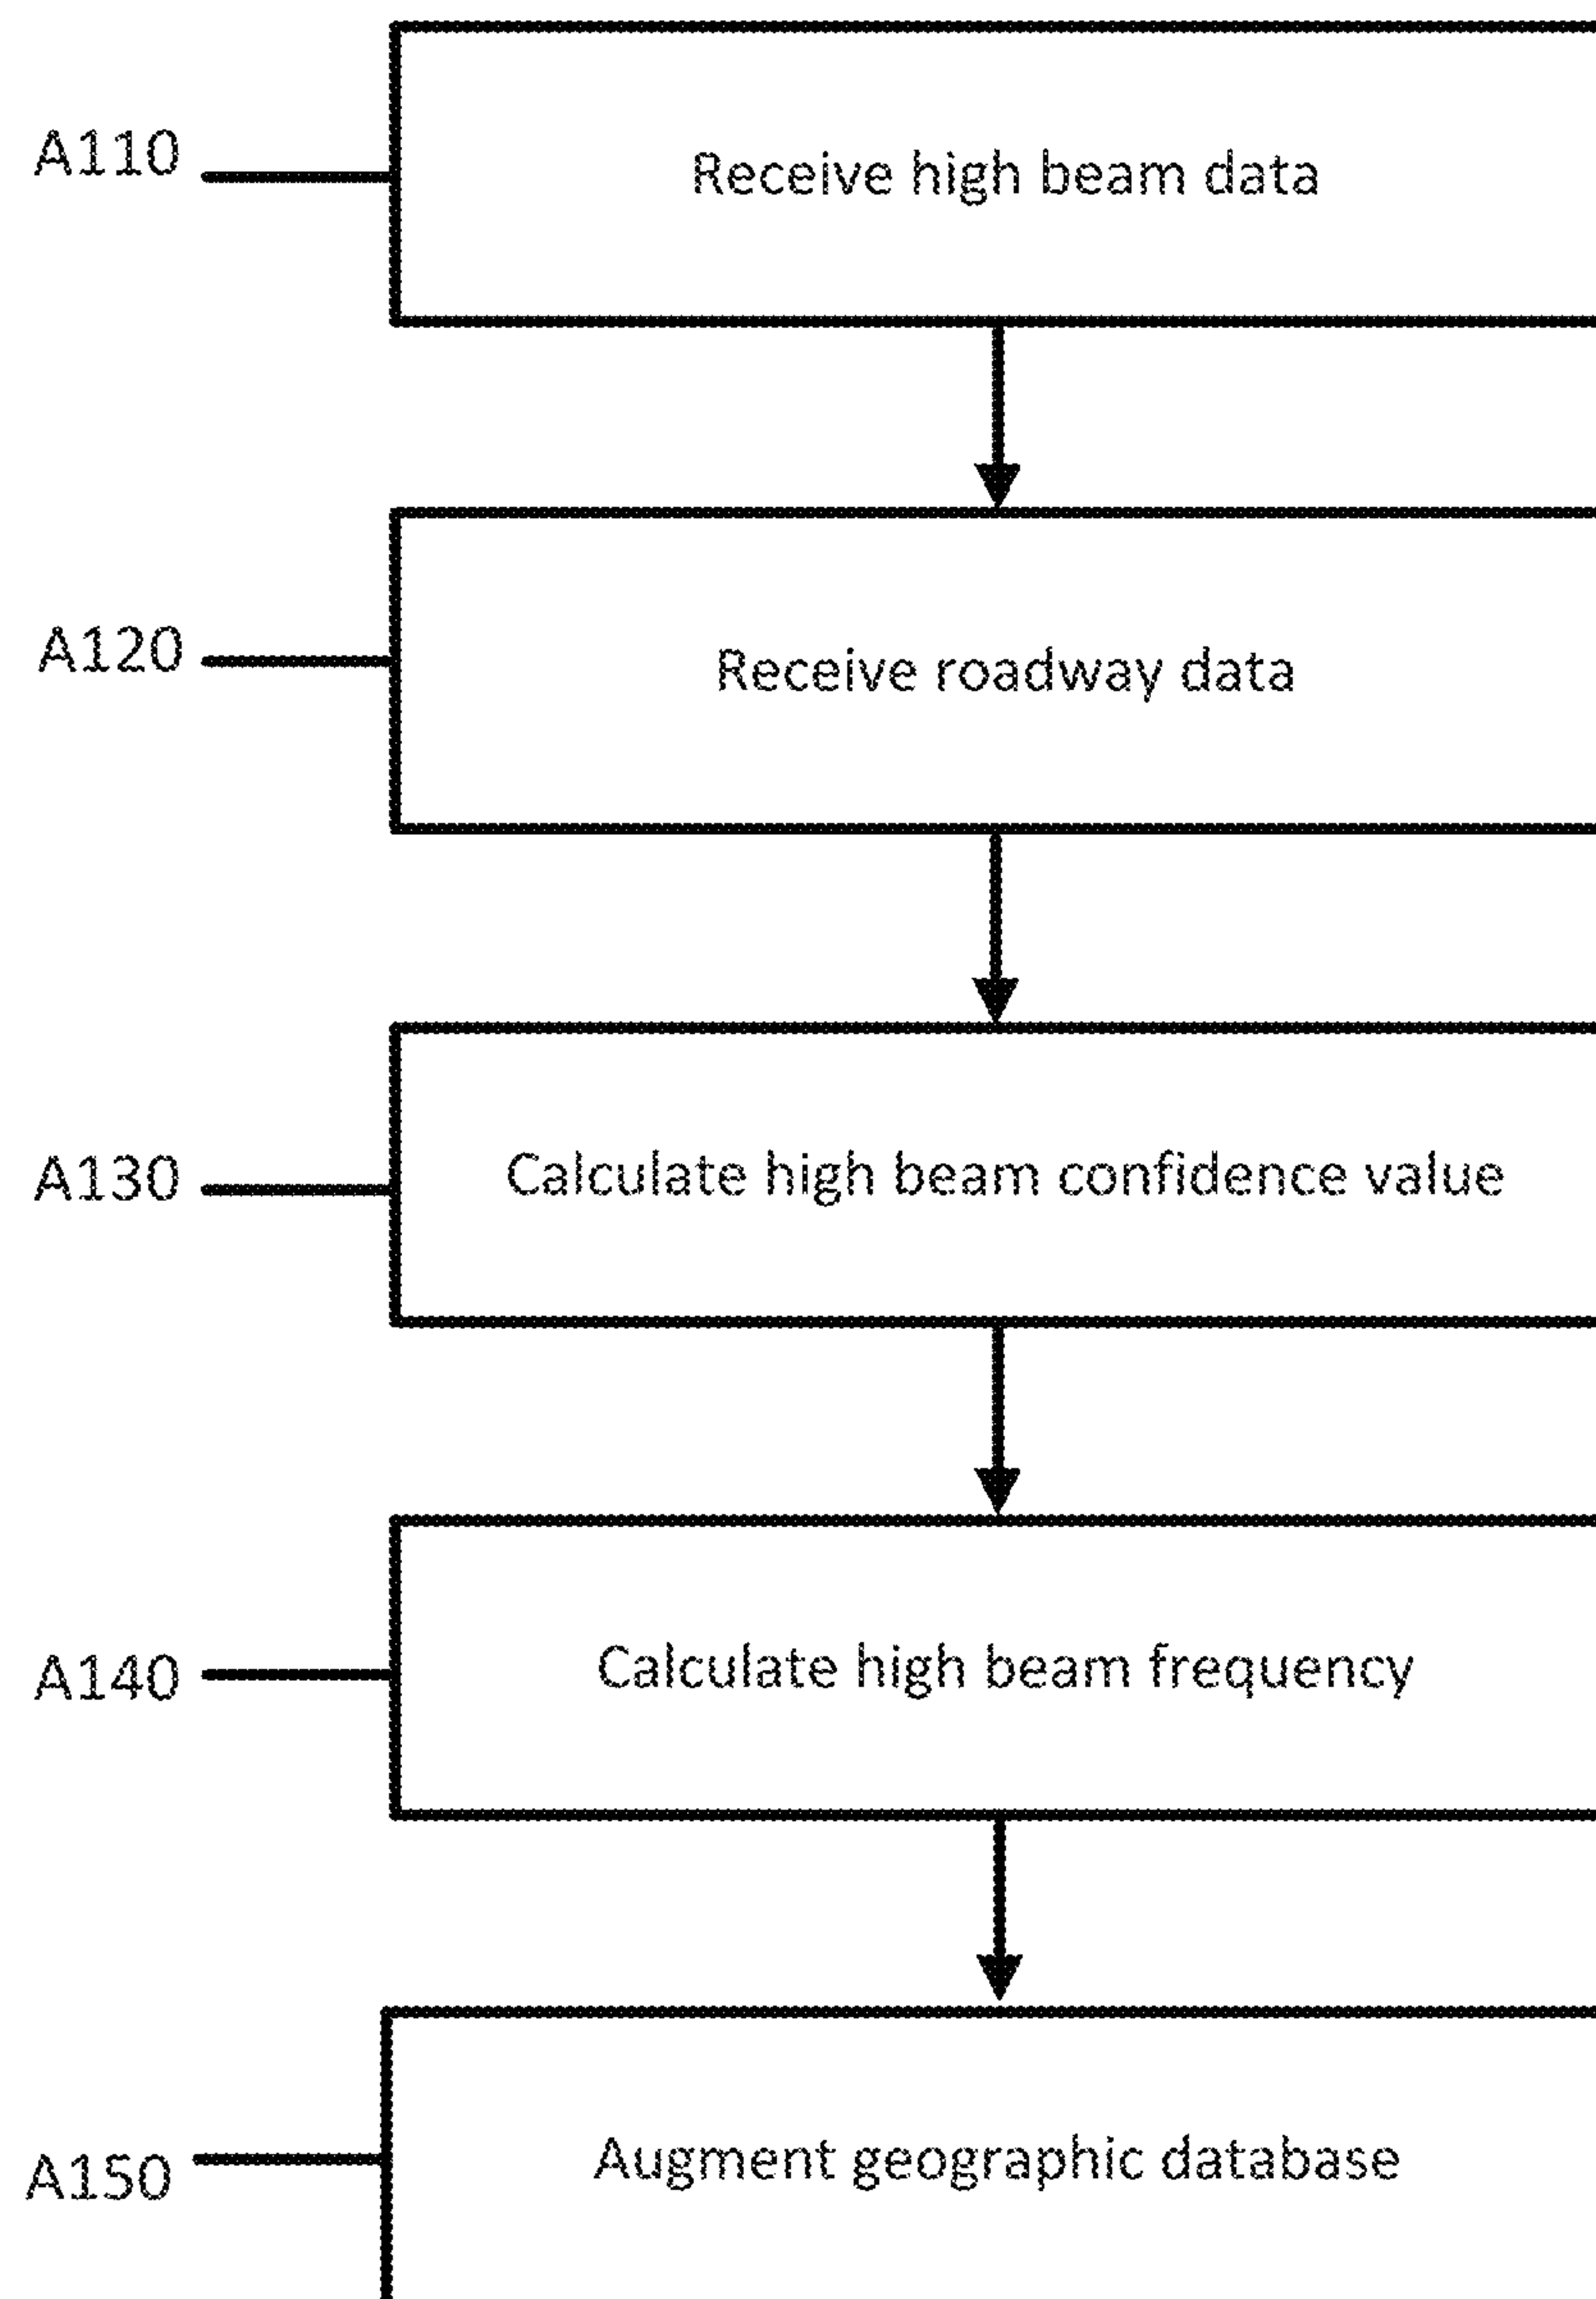 A110
Receive high beam data
A120
Receive roadway data
A130
Calculate high beam confidence value
A140
Calculate high beam frequency
A150
Augment geographic database